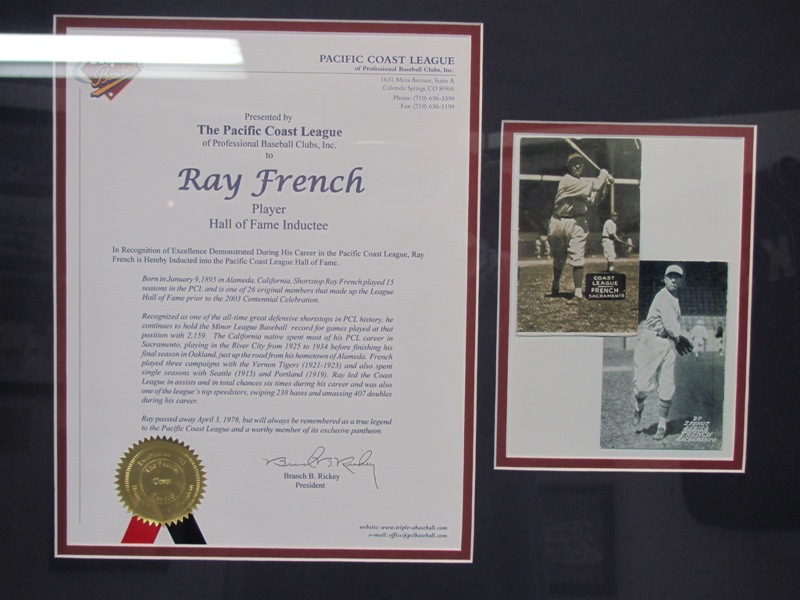 PACIFIC COAST LEAGUE
of Professional Baseball Clubs, Inc.
1631 Mesa Avenue, Suite A
Colorado Springs, CO 80906
Phone: (719) 636-3399
Fax: (719) 636-1199
Presented by
The Pacific Coast League
of Professional Baseball Clubs, Inc.
to
Ray French
Player
Hall of Fame Inductee
In Recognition of Excellence Demonstrated During His Career in the Pacific Coast League, Ray
French is Hereby Inducted into the Pacific Coast League Hall of Fame.
Born in January 9,1895 in Alameda, California, Shortstop Ray French played 15
seasons in the PCL and is one of 26 original members that made up the League
Hall of Fame prior to the 2003 Centennial Celebration.
Recognized as one of the all-time great defensive shortstops in PCL history, he
continues to hold the Minor League Baseball record for games played at that
position with 2,159. The California native spent most of his PCL career in
Sacramento, playing in the River City from 1925 to 1934 before finishing his
final season in Oakland, just up the road from his hometown of Alameda. French
played three campaigns with the Vernon Tigers (1921-1923) and also spent
single seasons with Seattle (1915) and Portland (1919). Ray led the Coast
League in assists and in total chances six times during his career and was also
one of the league's top speedsters, swiping 238 bases and amassing 407 doubles
during his career.
Ray passed away April 3, 1978, but will always be remembered as a true legend
to the Pacific Coast League and a worthy member of its exclusive pantheon.
Branch B. Rickey
Branch B. Rickey
President
The Pacific
Coast
website: www.triplesabaseball.com
e-mail: office@pclbaseball.com
COAST
LEAGUE
FRENCH
SACRAMENTO
ZEENUT
SERIES
FRENCH
SACRAMENTO